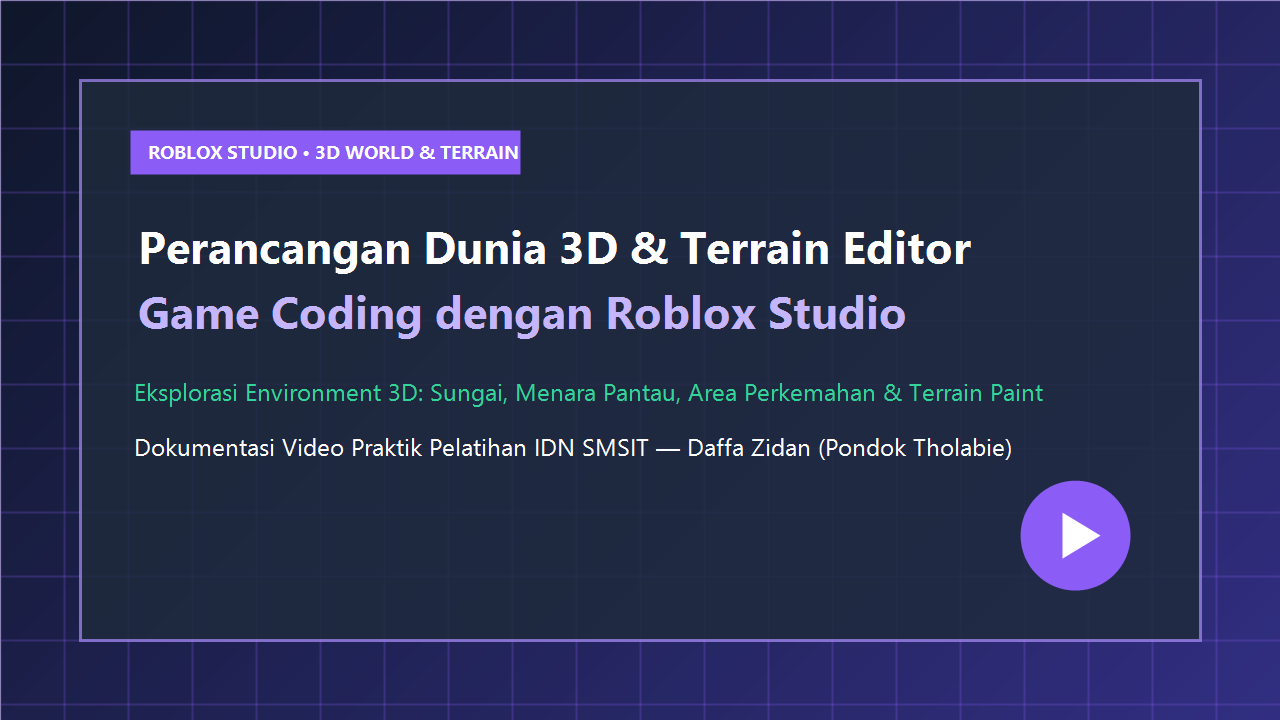 ROBLOX STUDIO • 3D WORLD & TERRAIN
Perancangan Dunia 3D & Terrain Editor
Game Coding dengan Roblox Studio
Eksplorasi Environment 3D: Sungai, Menara Pantau, Area Perkemahan & Terrain Paint
Dokumentasi Video Praktik Pelatihan IDN SMSIT — Daffa Zidan (Pondok Tholabie)